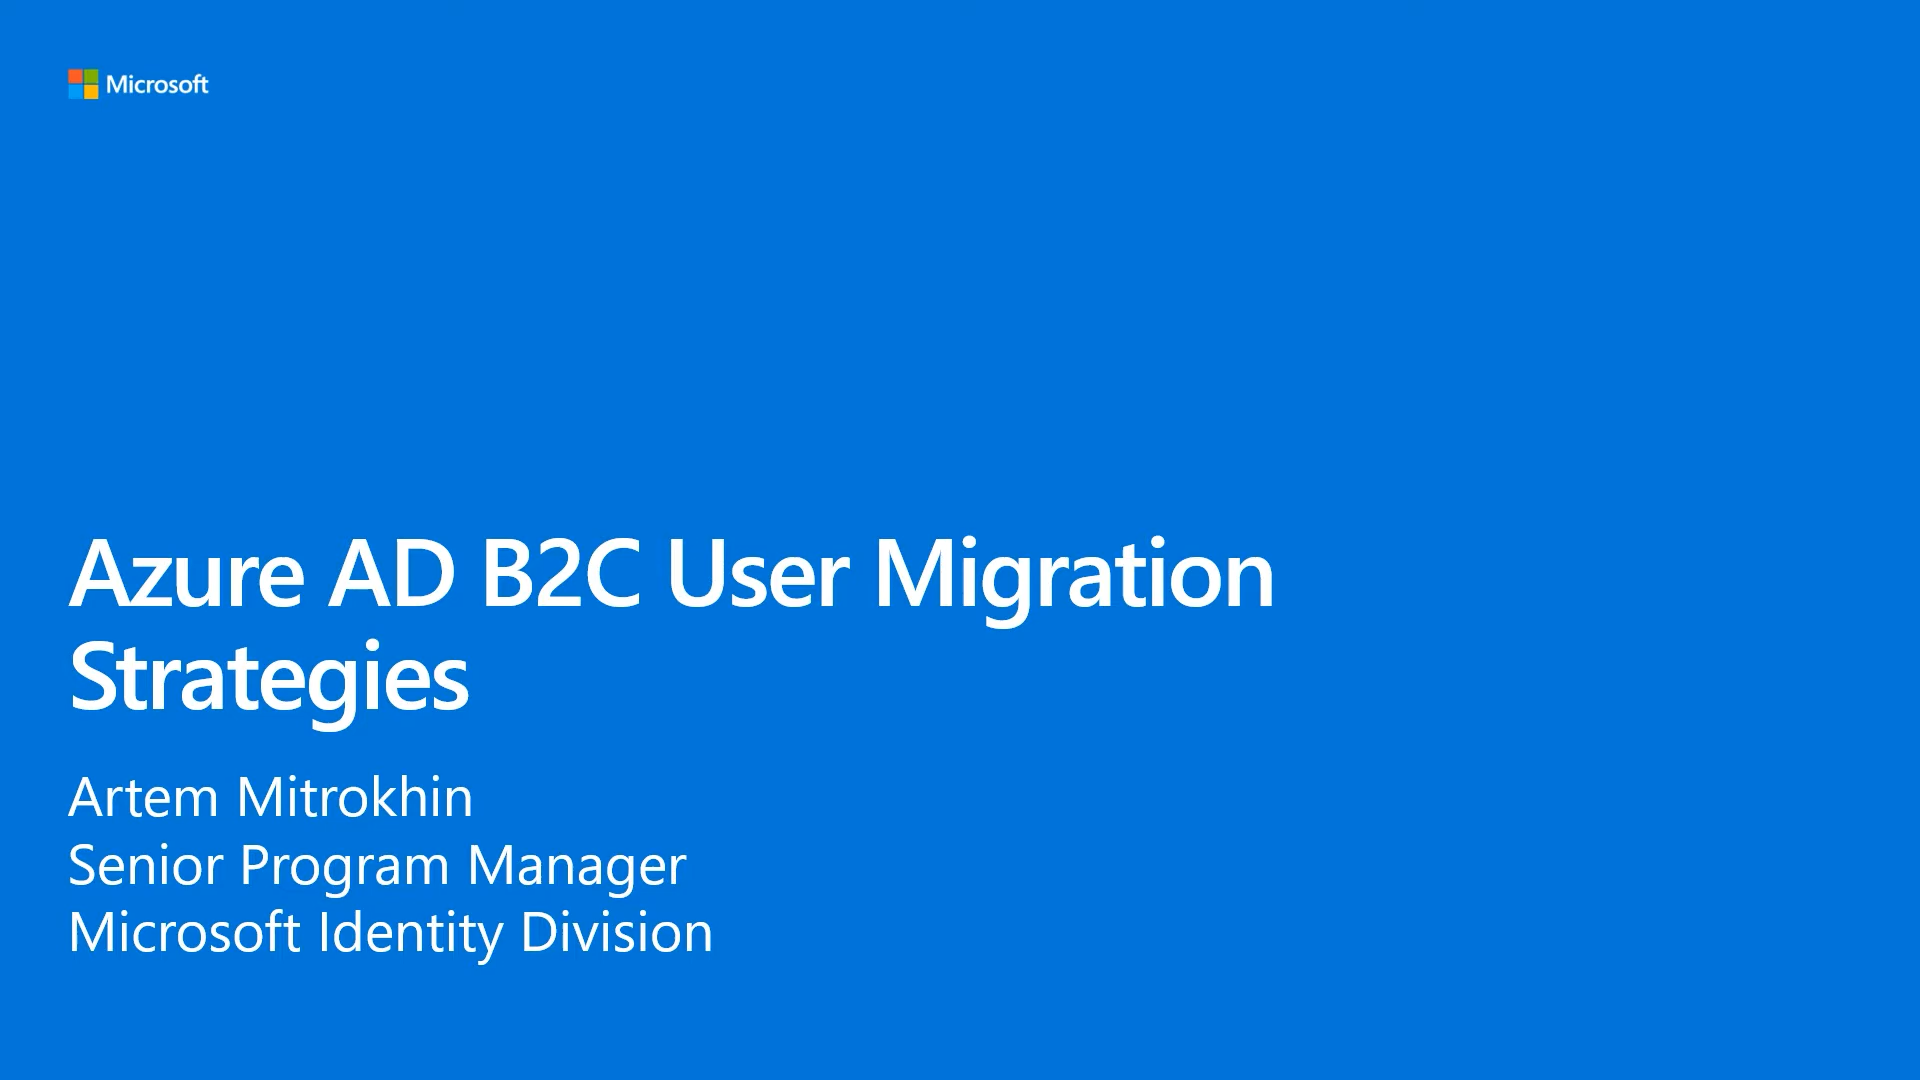 Microsoft
Azure AD B2C User Migration
Strategies
Artem Mitrokhin
Senior Program Manager
Microsoft Identity Division